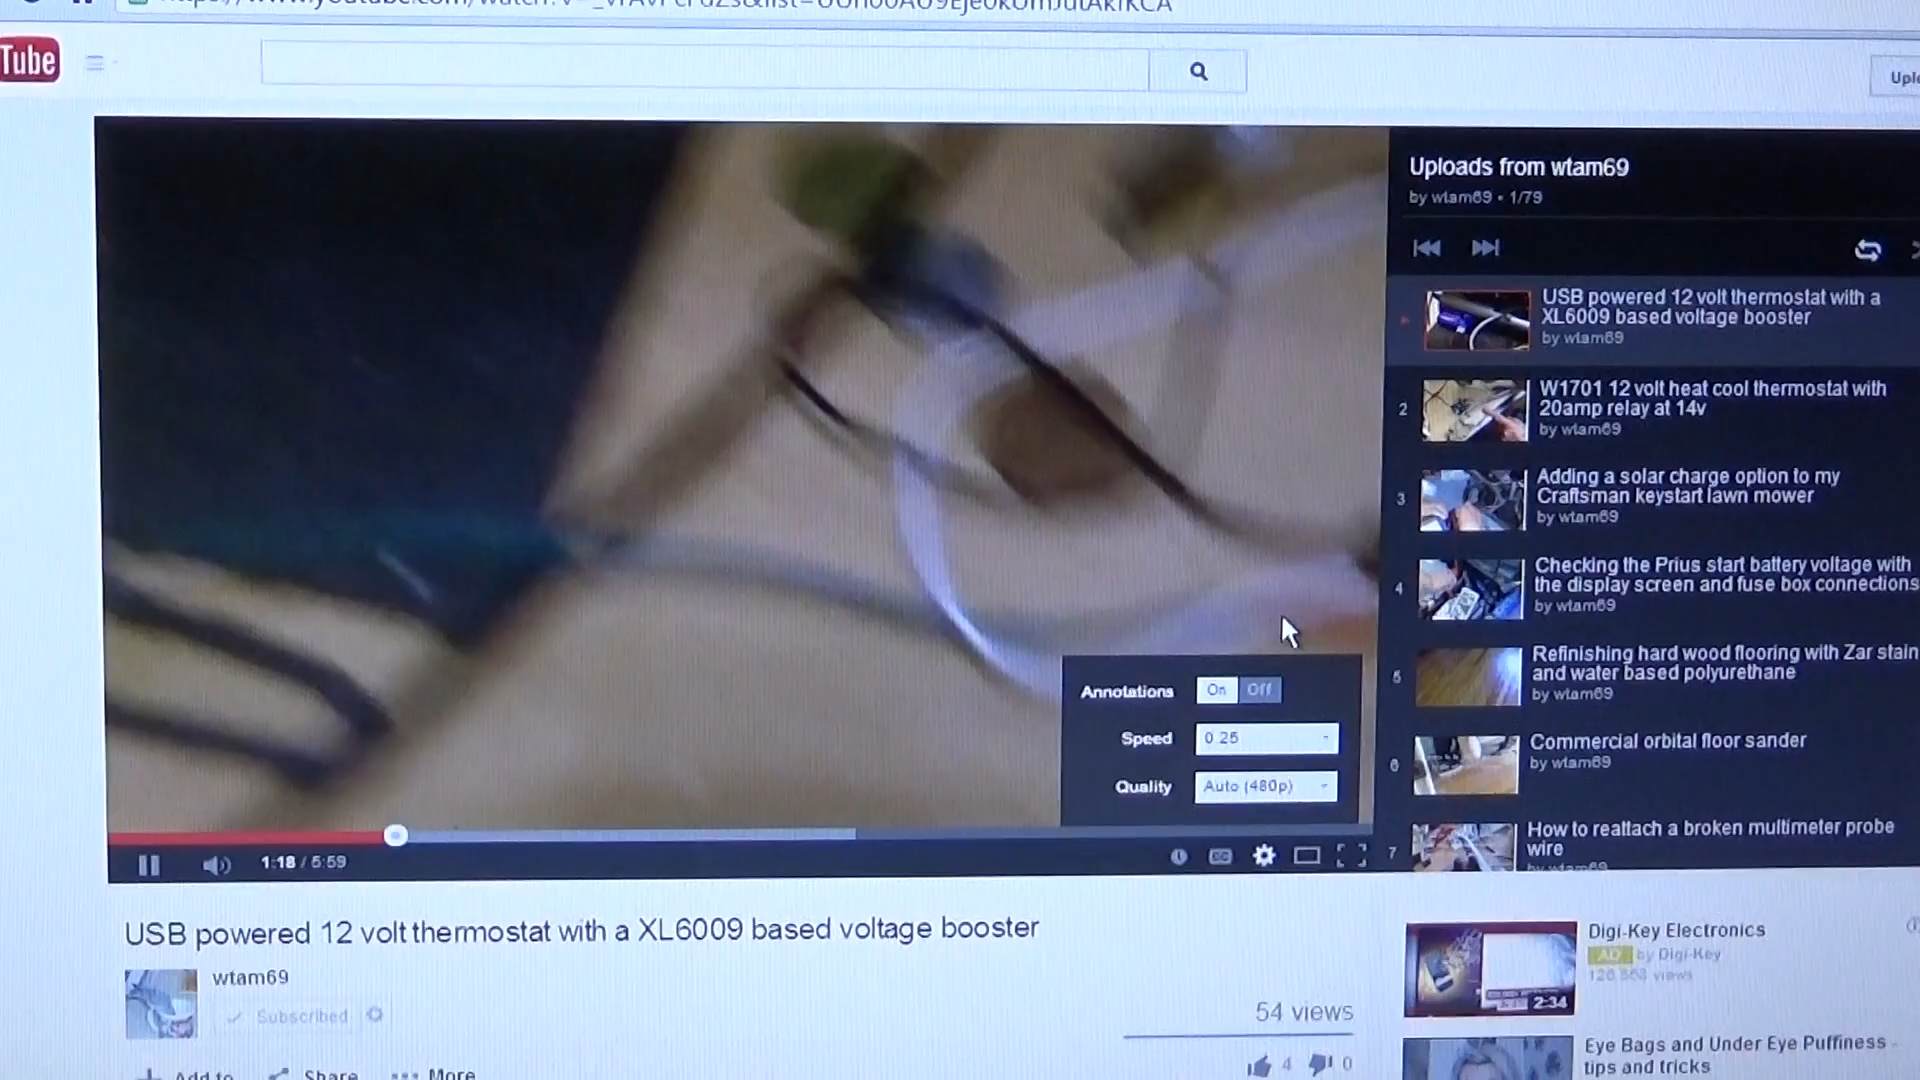 Tube
Uplo
Uploads from wtam69
by wtam69 • 1/79
USB powered 12 volt thermostat with a
XL6009 based voltage booster
by wtam69
2
W1701 12 volt heat cool thermostat with
20amp relay at 14v
by wtam69
3
Adding a solar charge option to my
Craftsman keystart lawn mower
by wtam69
4
Checking the Prius start battery voltage with
the display screen and fuse box connections
by wtam69
5
Refinishing hard wood flooring with Zar stain
and water based polyurethane
by wtam69
6
Commercial orbital floor sander
by wtam69
7
How to reattach a broken multimeter probe
wire
by wtam69
Annotations On Off
Speed 0.25
Quality Auto (480p)
1:18 / 5:59
CC
USB powered 12 volt thermostat with a XL6009 based voltage booster
wtam69
Subscribed
54 views
4 0
Add to Share More
Digi-Key Electronics
AD by Digi-Key
2:34
Eye Bags and Under Eye Puffiness -
tips and tricks